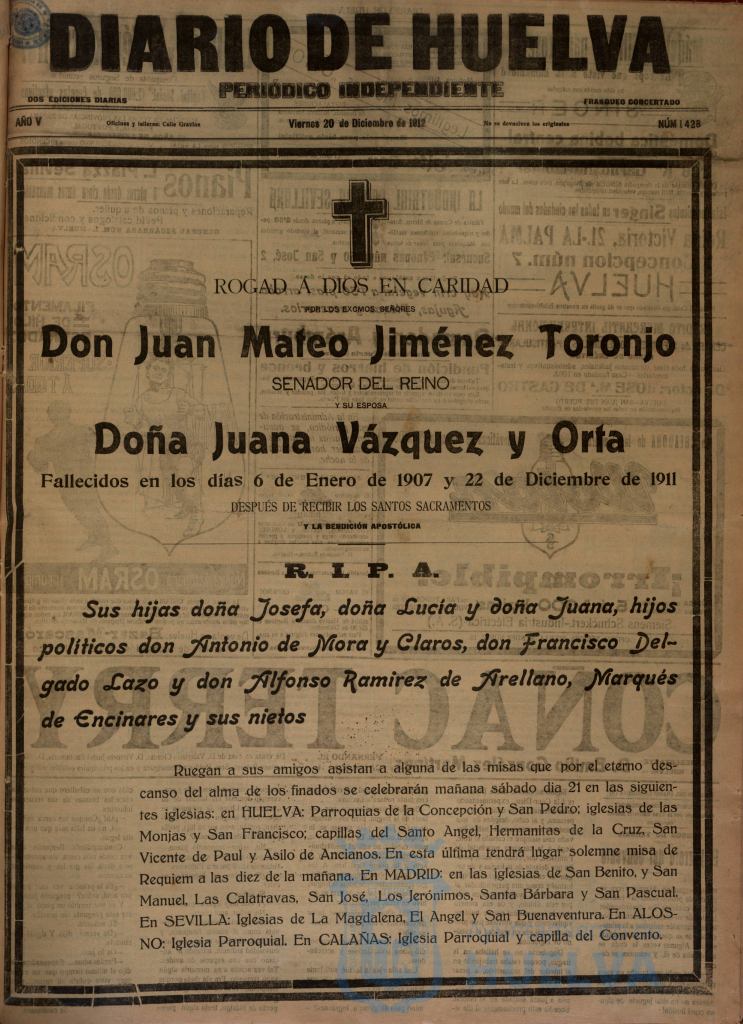 DIARIO DE HUELVA
PERIÓDICO INDEPENDIENTE
DOS EDICIONES DIARIAS
FRANQUEO CONCERTADO
AÑO V
Oficinas y talleres: Calle Gravina
Viernes 20 de Diciembre de 1912
No se devuelven los originales
NÚM 1428
ROGAD Á DIOS EN CARIDAD
POR LOS EXCMOS. SEÑORES
Don Juan Mateo Jiménez Toronjo
SENADOR DEL REINO
Y SU ESPOSA
Doña Juana Vázquez y Orta
Fallecidos en los días 6 de Enero de 1907 y 22 de Diciembre de 1911
DESPUÉS DE RECIBIR LOS SANTOS SACRAMENTOS
Y LA BENDICIÓN APOSTÓLICA
R. I. P. A.
Sus hijas doña Josefa, doña Lucía y doña Juana, hijos
políticos don Antonio de Mora y Claros, don Francisco Del-
gado Lazo y don Alfonso Ramirez de Arellano, Marqués
de Encinares y sus nietos
Ruegan a sus amigos asistan a alguna de las misas que por el eterno des-
canso del alma de los finados se celebrarán mañana sábado dia 21 en las siguien-
tes iglesias: en HUELVA: Parroquias de la Concepción y San Pedro; iglesias de las
Monjas y San Francisco; capillas del Santo Angel, Hermanitas de la Cruz, San
Vicente de Paul y Asilo de Ancianos. En esta última tendrá lugar solemne misa de
Requiem a las diez de la mañana. En MADRID: en las iglesias de San Benito, y San
Manuel, Las Calatravas, San José, Los Jerónimos, Santa Bárbara y San Pascual.
En SEVILLA: Iglesias de La Magdalena, El Angel y San Buenaventura. En ALOS-
NO: Iglesia Parroquial. En CALAÑAS: Iglesia Parroquial y capilla del Convento.
HUELVA